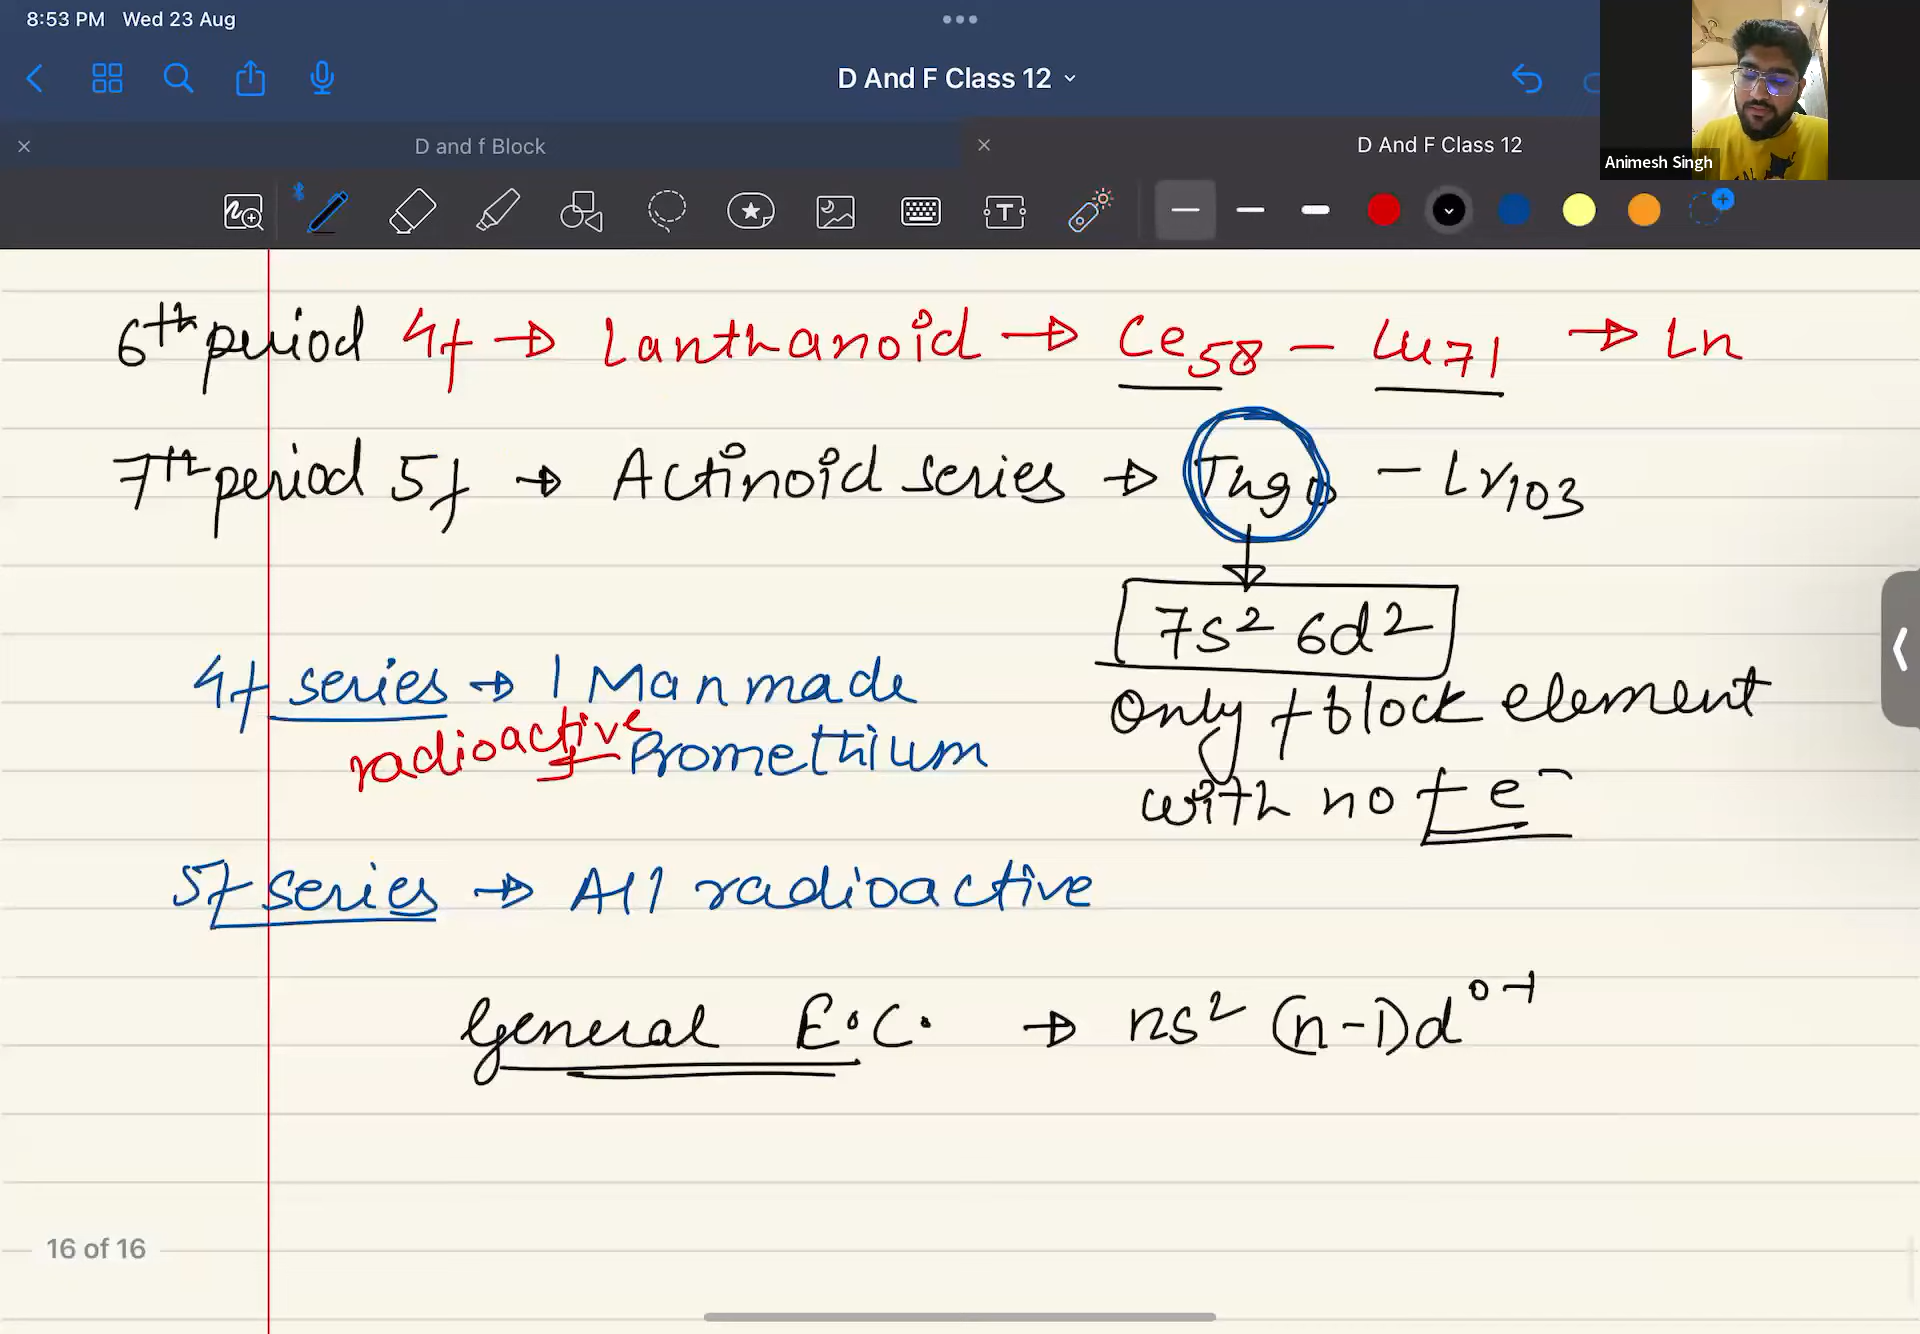 8:53 PM Wed 23 Aug
D And F Class 12
D and f Block
D And F Class 12
Animesh Singh
T
6th period 4f → Lanthanoid → Ce58 - Lu71 → Ln
7th period 5f → Actinoid series → Th90 - Lr103
7s² 6d²
4f series → 1 Manmade
Only f block element
radioactive Promethium
with no f e⁻
5f series → All radioactive
General E.C. → ns² (n-1)d⁰⁻¹
16 of 16